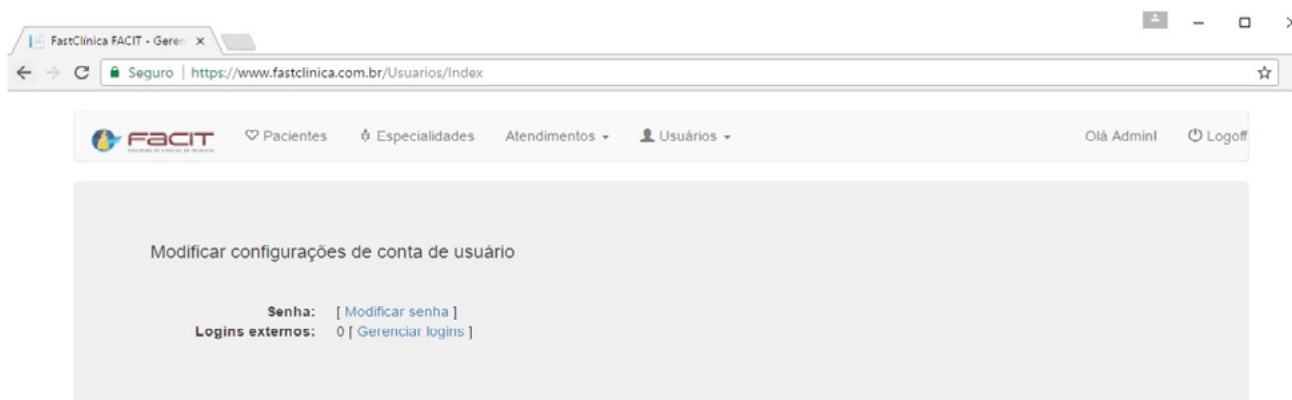 FastClínica FACIT - Geren
Seguro | https://www.fastclinica.com.br/Usuarios/Index
FACIT Pacientes Especialidades Atendimentos Usuários Olá Admin! Logoff
Modificar configurações de conta de usuário
Senha: [ Modificar senha ]
Logins externos: 0 [ Gerenciar logins ]